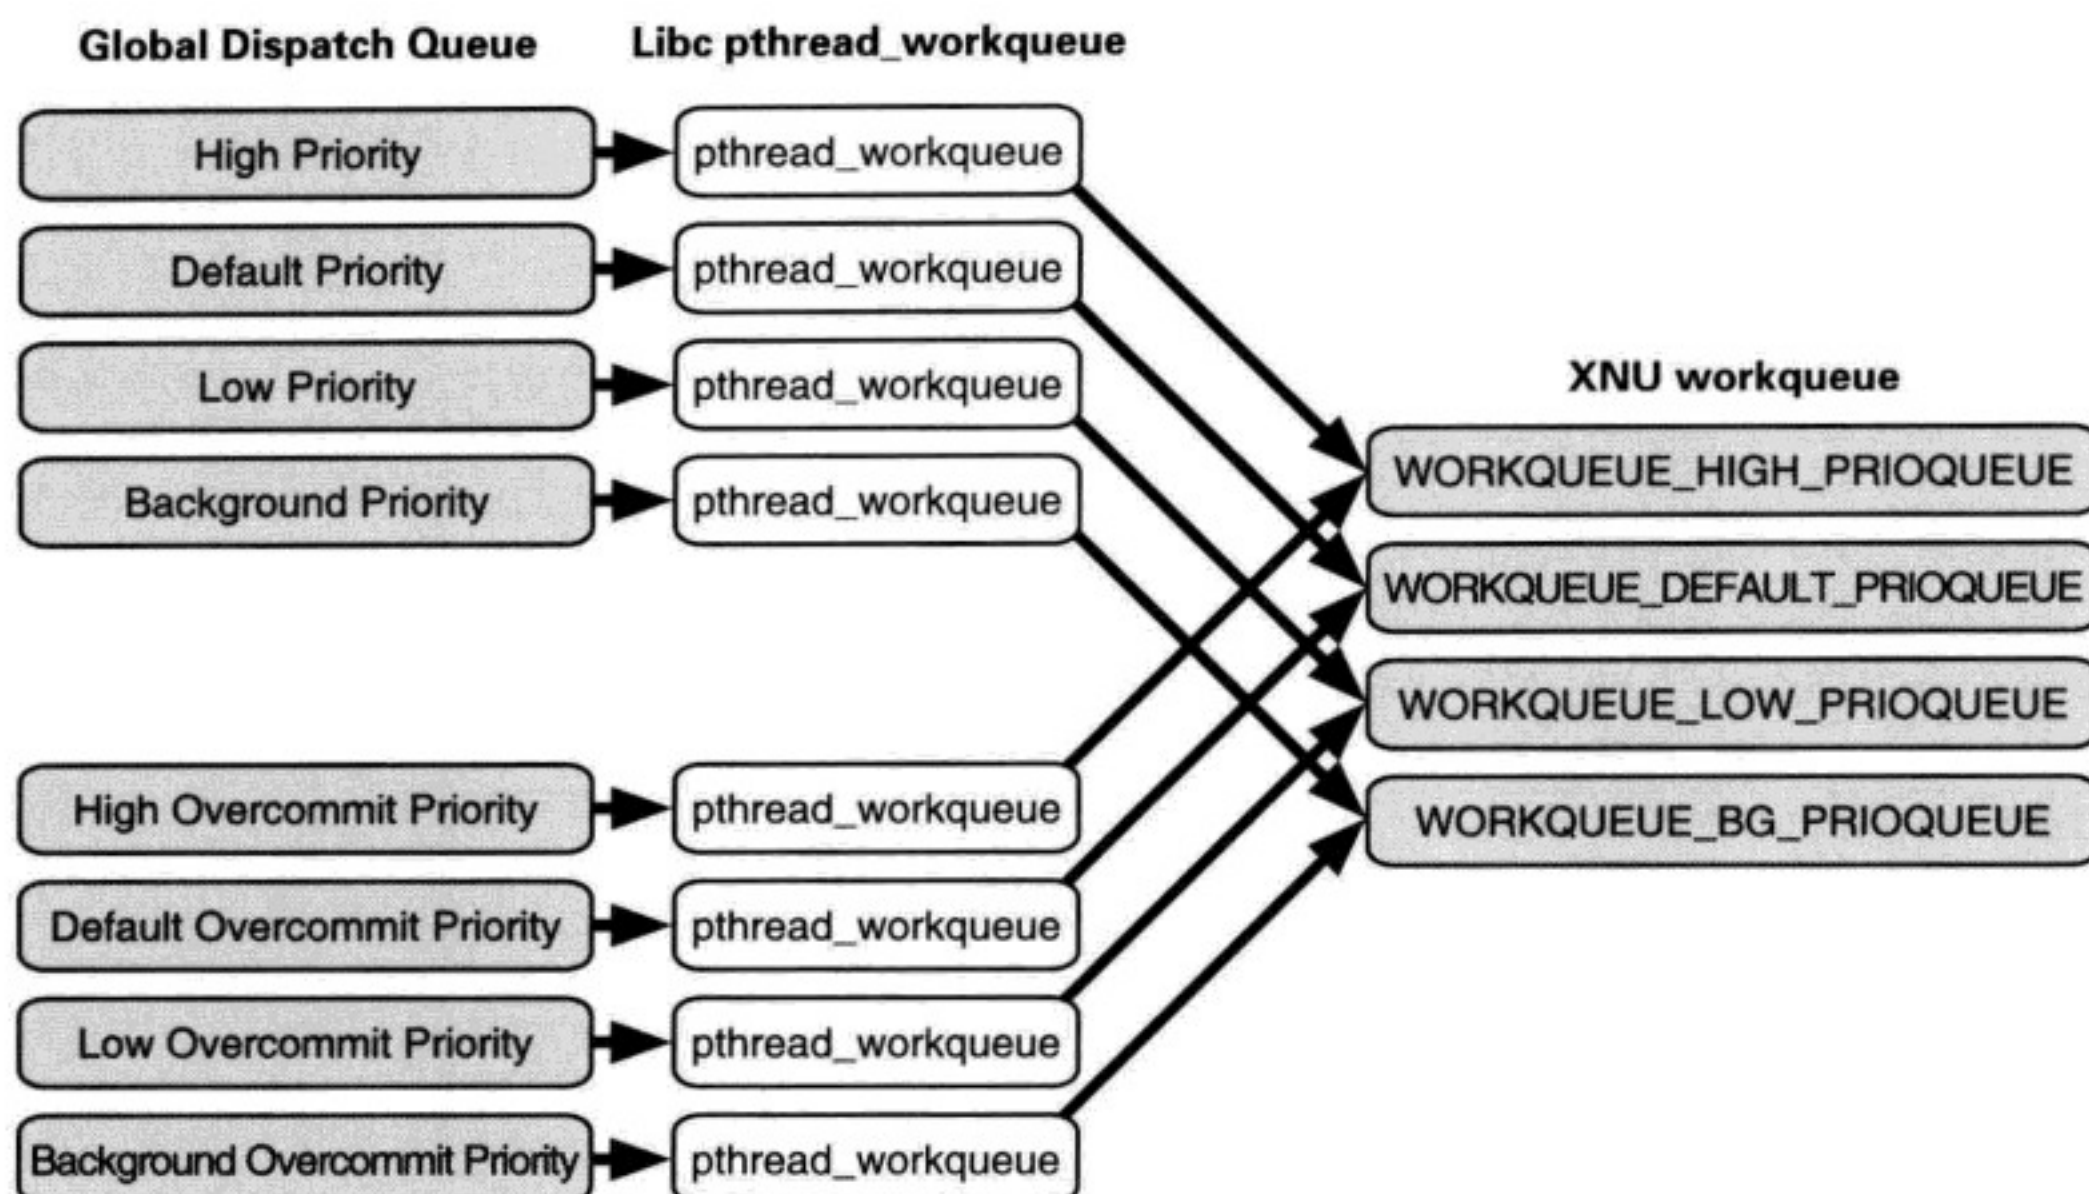 Global Dispatch Queue
Libc pthread_workqueue
High Priority
pthread_workqueue
Default Priority
pthread_workqueue
Low Priority
pthread_workqueue
Background Priority
pthread_workqueue
XNU workqueue
WORKQUEUE_HIGH_PRIOQUEUE
WORKQUEUE_DEFAULT_PRIOQUEUE
WORKQUEUE_LOW_PRIOQUEUE
WORKQUEUE_BG_PRIOQUEUE
High Overcommit Priority
pthread_workqueue
Default Overcommit Priority
pthread_workqueue
Low Overcommit Priority
pthread_workqueue
Background Overcommit Priority
pthread_workqueue